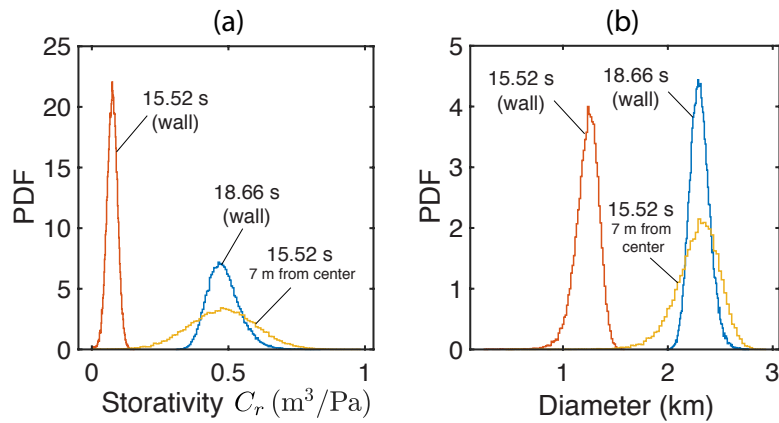 (a)
25
20
15
10
5
0
PDF
15.52 s
(wall)
18.66 s
(wall)
15.52 s
7 m from center
0
0.5
1
Storativity C_r (m³/Pa)
(b)
5
4
3
2
1
0
PDF
15.52 s
(wall)
18.66 s
(wall)
15.52 s
7 m from
center
1
2
3
Diameter (km)